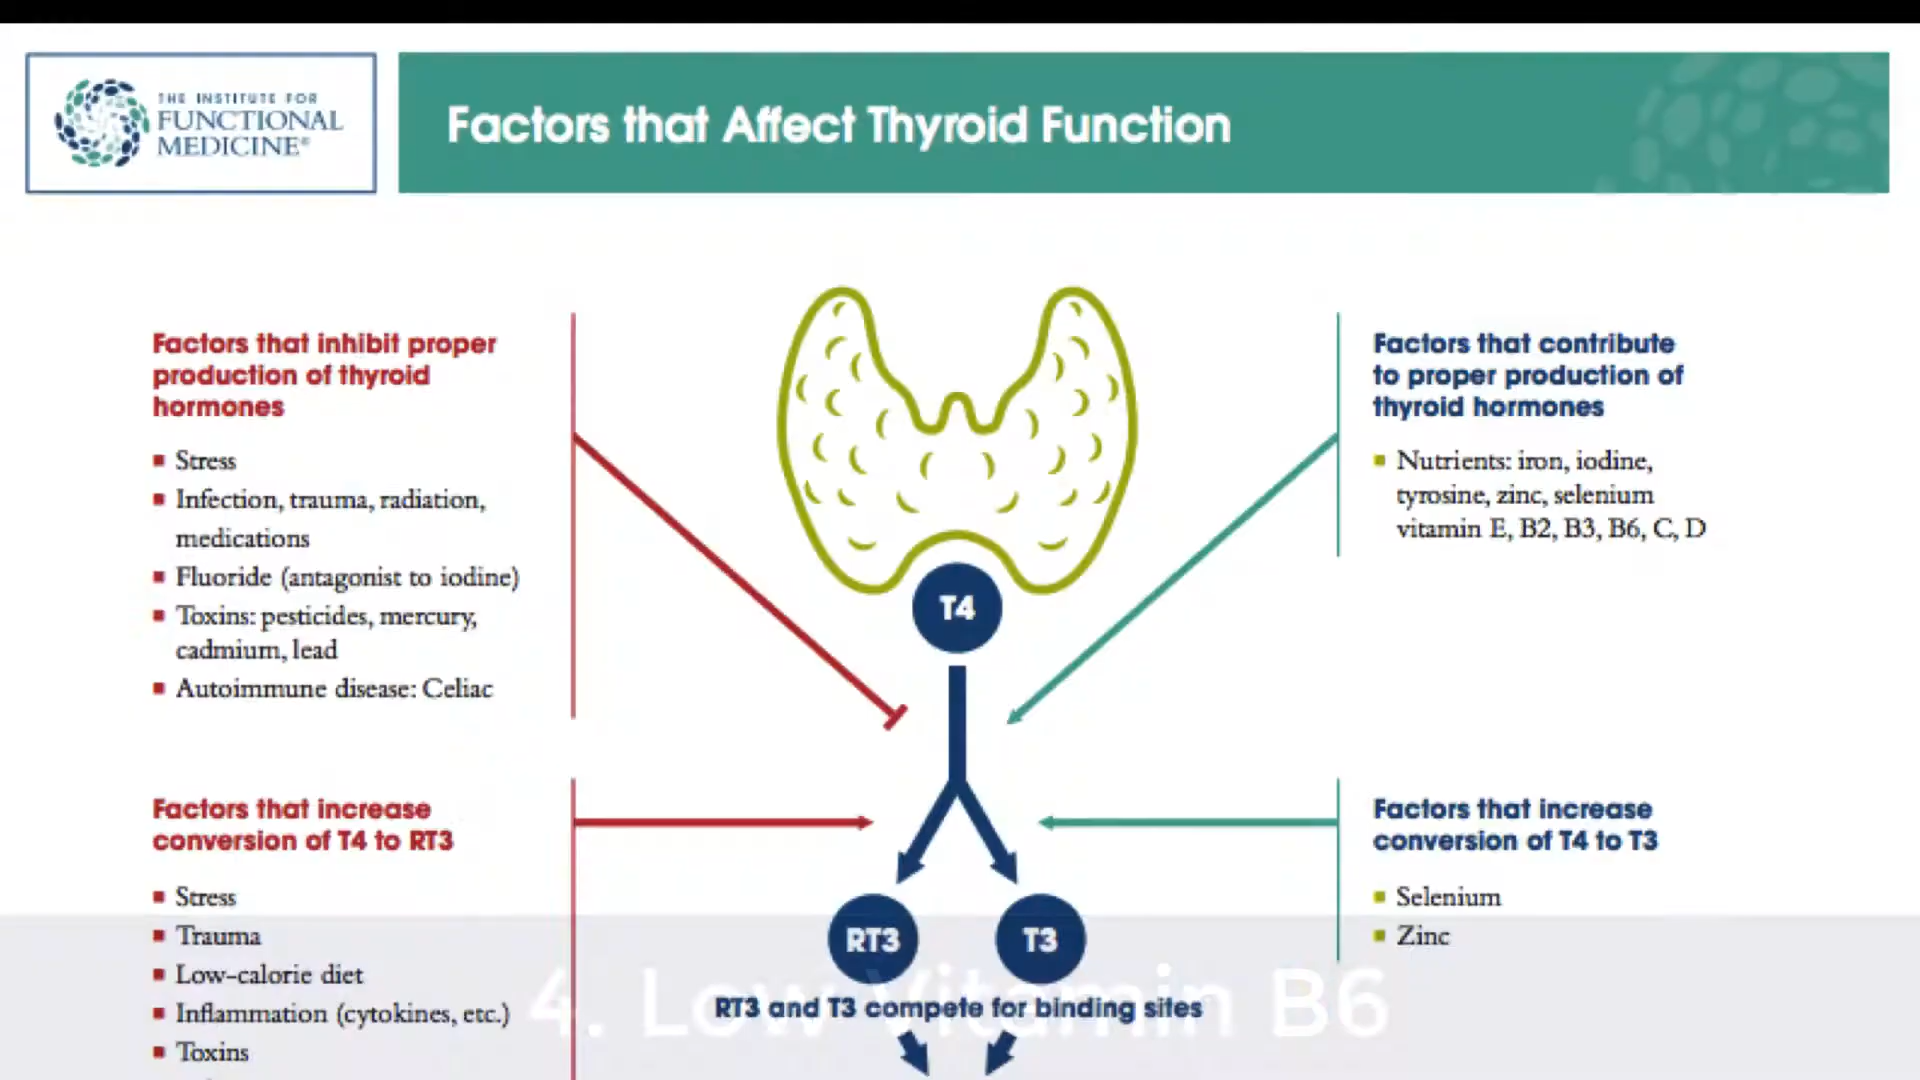 THE INSTITUTE FOR
FUNCTIONAL
MEDICINE®
Factors that Affect Thyroid Function
Factors that inhibit proper
production of thyroid
hormones
Stress
Infection, trauma, radiation,
medications
Fluoride (antagonist to iodine)
Toxins: pesticides, mercury,
cadmium, lead
Autoimmune disease: Celiac
Factors that contribute
to proper production of
thyroid hormones
Nutrients: iron, iodine,
tyrosine, zinc, selenium
vitamin E, B2, B3, B6, C, D
T4
Factors that increase
conversion of T4 to RT3
Stress
Trauma
Low-calorie diet
Inflammation (cytokines, etc.)
Toxins
Factors that increase
conversion of T4 to T3
Selenium
Zinc
RT3
T3
RT3 and T3 compete for binding sites
4. Low Vitamin B6